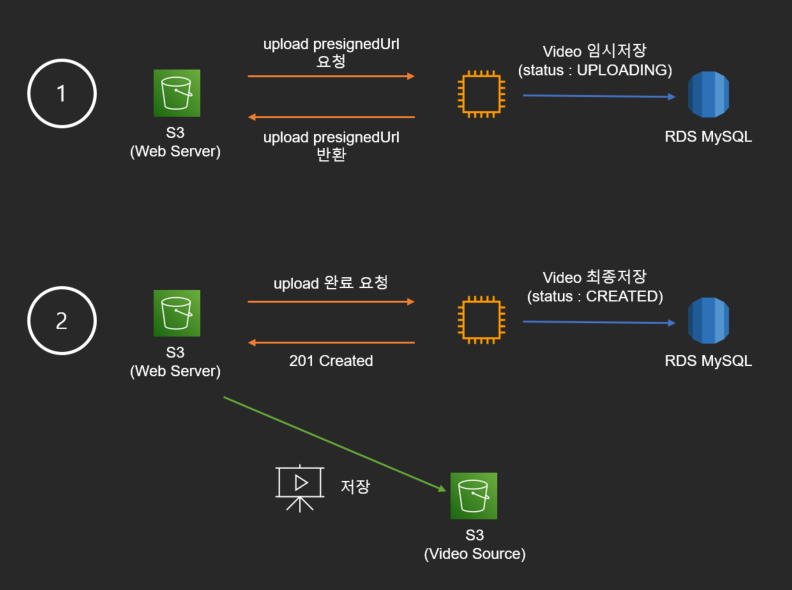 1
upload presignedUrl
요청
Video 임시저장
(status : UPLOADING)
S3
(Web Server)
upload presignedUrl
반환
RDS MySQL
2
upload 완료 요청
Video 최종저장
(status : CREATED)
S3
(Web Server)
201 Created
RDS MySQL
저장
S3
(Video Source)